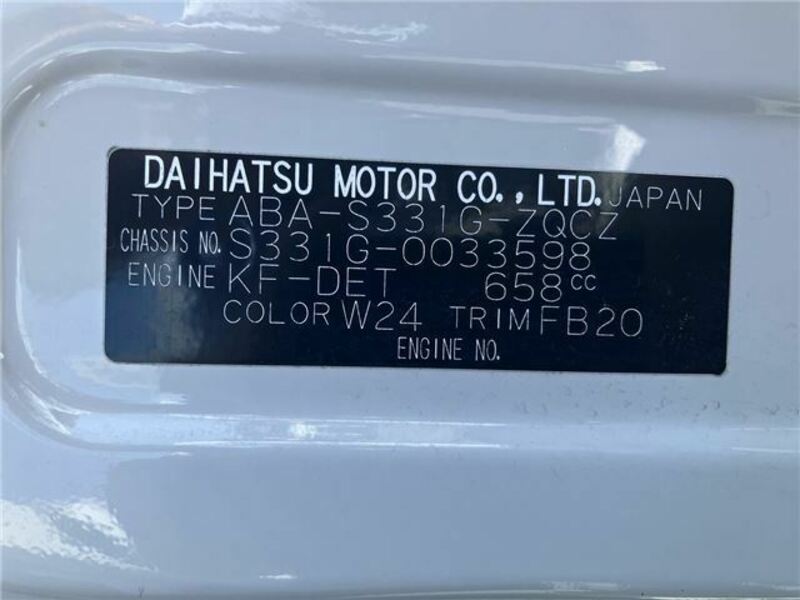 DAIHATSU MOTOR CO., LTD. JAPAN
TYPE ABA-S331G-ZQCZ
CHASSIS NO. S331G-0033598
ENGINE KF-DET 658cc
COLOR W24 TRIM FB20
ENGINE NO.